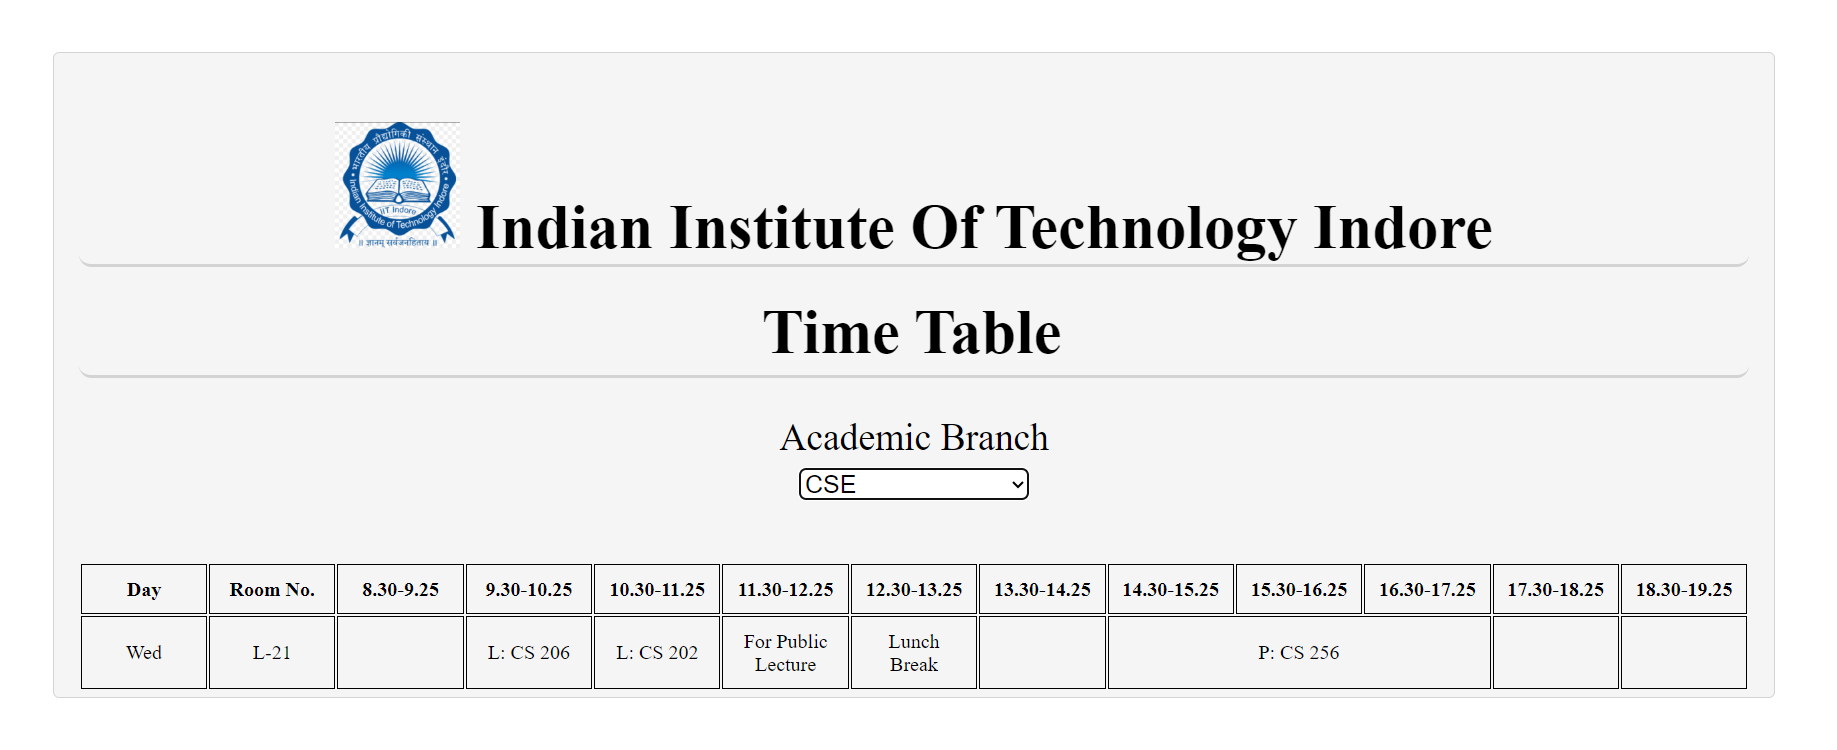 भारतीय प्रौद्योगिकी संस्थान इंदौर
Indian Institute of Technology Indore
IIT Indore
॥ ज्ञानम् सर्वजनहिताय ॥
Indian Institute Of Technology Indore
Time Table
Academic Branch
CSE
Day Room No. 8.30-9.25 9.30-10.25 10.30-11.25 11.30-12.25 12.30-13.25 13.30-14.25 14.30-15.25 15.30-16.25 16.30-17.25 17.30-18.25 18.30-19.25
Wed L-21 L: CS 206 L: CS 202 For Public Lecture Lunch Break P: CS 256